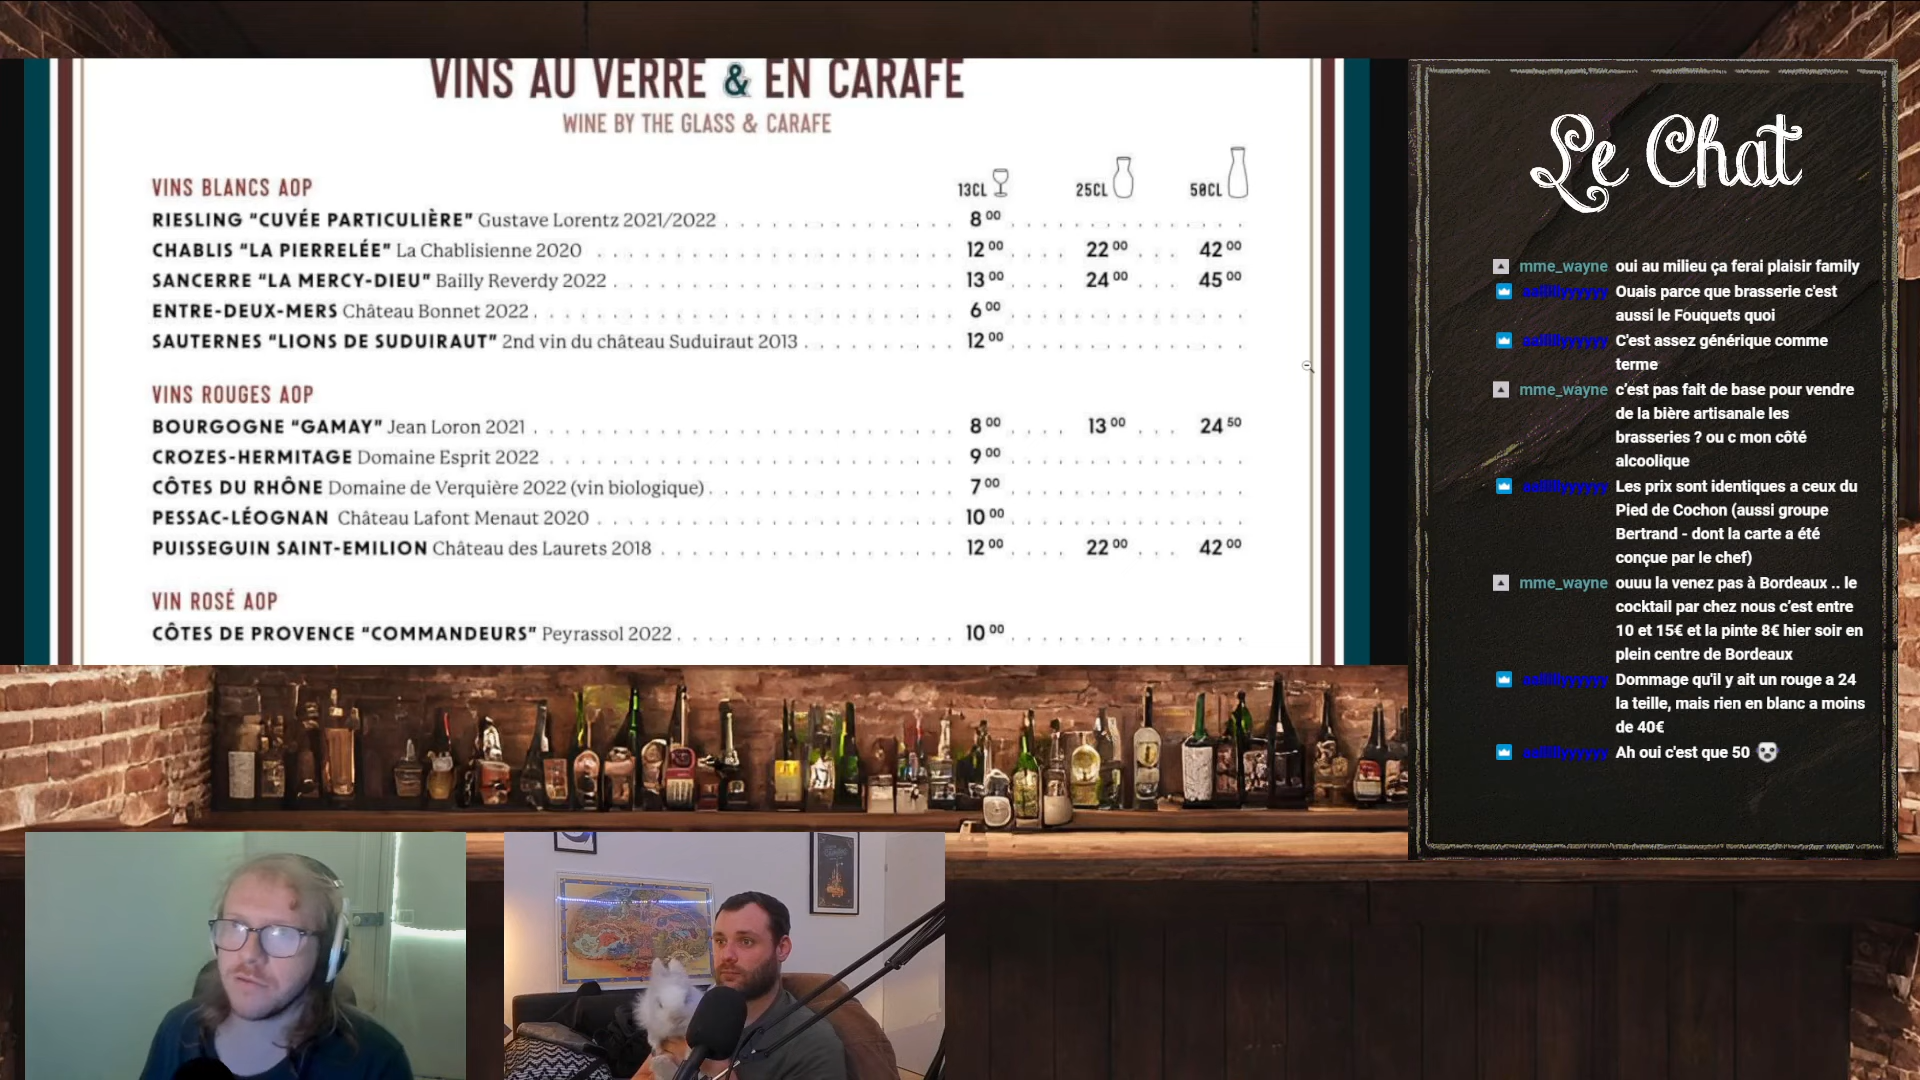 VINS AU VERRE & EN CARAFE
WINE BY THE GLASS & CARAFE
VINS BLANCS AOP 13CL 25CL 50CL
RIESLING “CUVÉE PARTICULIÈRE” Gustave Lorentz 2021/2022 8 00
CHABLIS “LA PIERRELÉE” La Chablisienne 2020 12 00 22 00 42 00
SANCERRE “LA MERCY-DIEU” Bailly Reverdy 2022 13 00 24 00 45 00
ENTRE-DEUX-MERS Château Bonnet 2022 6 00
SAUTERNES “LIONS DE SUDUIRAUT” 2nd vin du château Suduiraut 2013 12 00
VINS ROUGES AOP
BOURGOGNE “GAMAY” Jean Loron 2021 8 00 13 00 24 50
CROZES-HERMITAGE Domaine Esprit 2022 9 00
CÔTES DU RHÔNE Domaine de Verquière 2022 (vin biologique) 7 00
PESSAC-LÉOGNAN Château Lafont Menaut 2020 10 00
PUISSEGUIN SAINT-EMILION Château des Laurets 2018 12 00 22 00 42 00
VIN ROSÉ AOP
CÔTES DE PROVENCE “COMMANDEURS” Peyrassol 2022 10 00
Le Chat
mme_wayne oui au milieu ça ferai plaisir family
Ouais parce que brasserie c'est
aussi le Fouquets quoi
C'est assez générique comme
terme
mme_wayne c’est pas fait de base pour vendre
de la bière artisanale les
brasseries ? ou c mon côté
alcoolique
Les prix sont identiques a ceux du
Pied de Cochon (aussi groupe
Bertrand - dont la carte a été
conçue par le chef)
mme_wayne ouuu la venez pas à Bordeaux .. le
cocktail par chez nous c’est entre
10 et 15€ et la pinte 8€ hier soir en
plein centre de Bordeaux
Dommage qu'il y ait un rouge a 24
la teille, mais rien en blanc a moins
de 40€
Ah oui c'est que 50